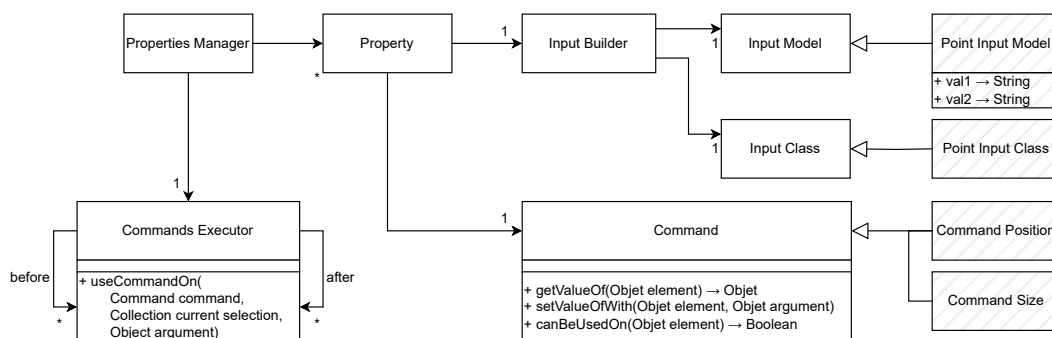 Properties Manager
*
Property
1
Input Builder
1
Input Model
Point Input Model
+ val1 → String
+ val2 → String
1
Input Class
Point Input Class
1
Commands Executor
before
after
+ useCommandOn(
Command command,
Collection current selection,
Object argument)
*
*
1
Command
+ getValueOf(Objet element) → Objet
+ setValueOfWith(Objet element, Objet argument)
+ canBeUsedOn(Objet element) → Boolean
Command Position
Command Size